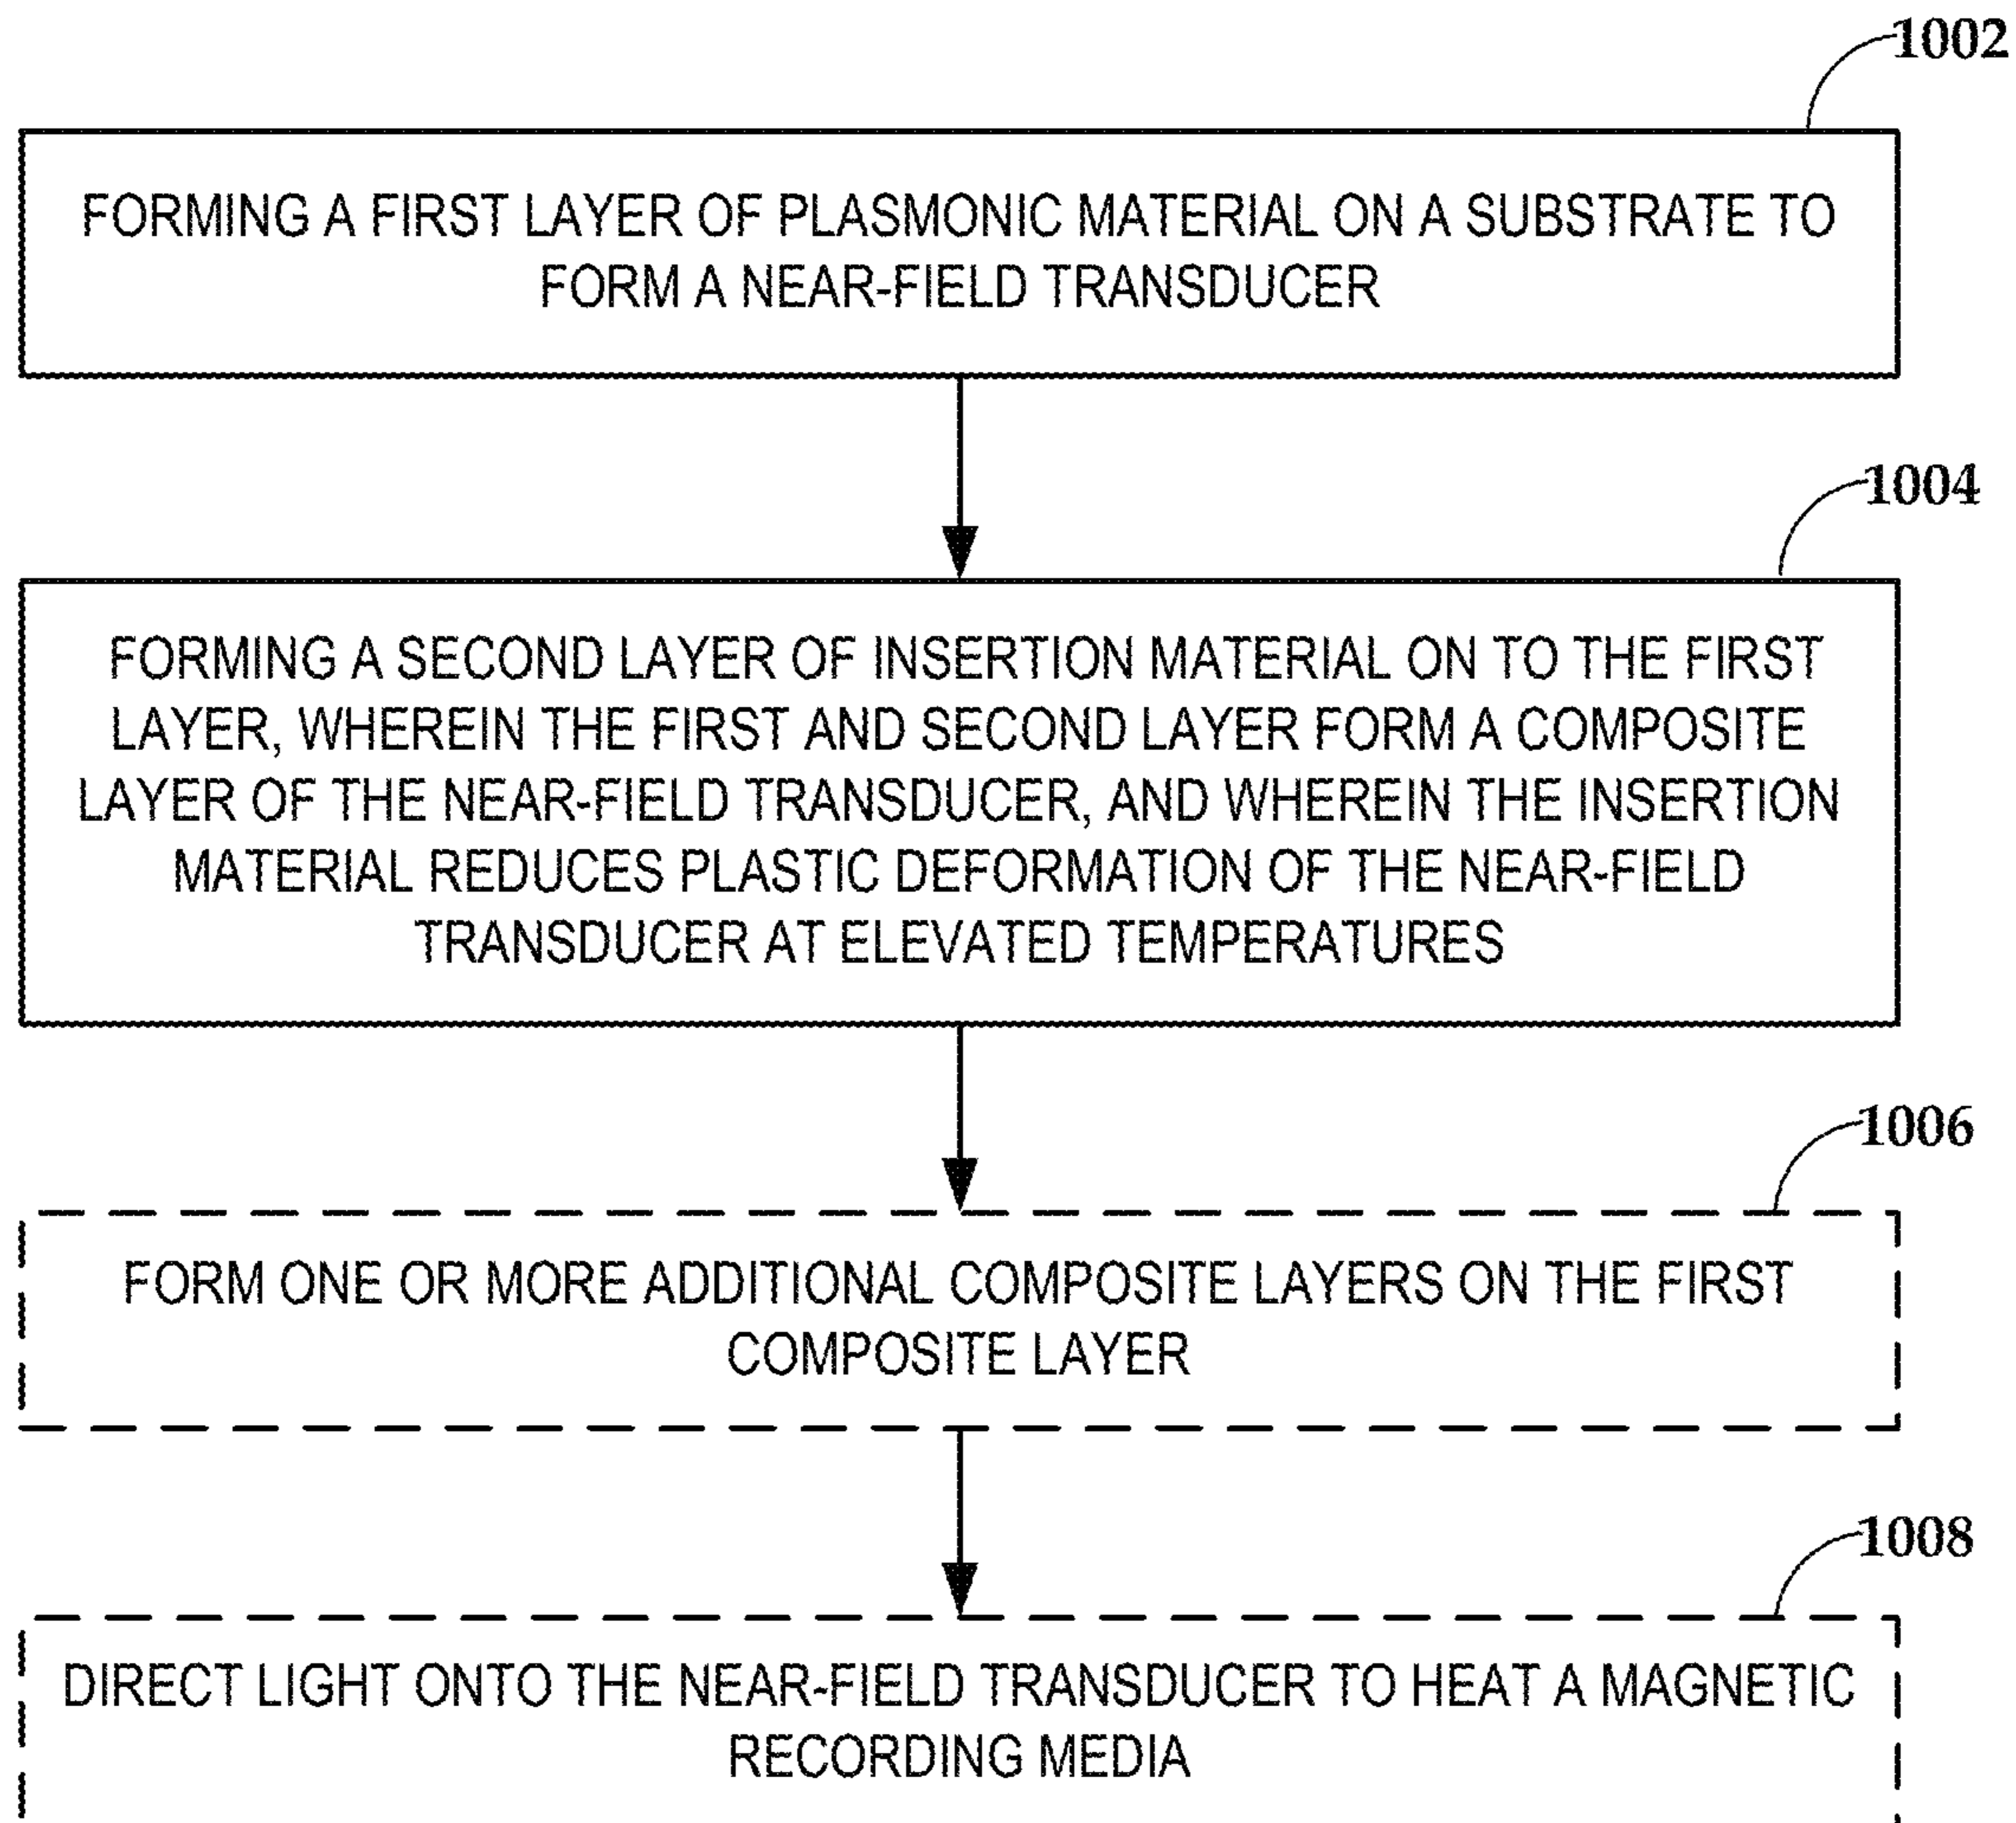 1002
FORMING A FIRST LAYER OF PLASMONIC MATERIAL ON A SUBSTRATE TO
FORM A NEAR-FIELD TRANSDUCER
1004
FORMING A SECOND LAYER OF INSERTION MATERIAL ON TO THE FIRST
LAYER, WHEREIN THE FIRST AND SECOND LAYER FORM A COMPOSITE
LAYER OF THE NEAR-FIELD TRANSDUCER, AND WHEREIN THE INSERTION
MATERIAL REDUCES PLASTIC DEFORMATION OF THE NEAR-FIELD
TRANSDUCER AT ELEVATED TEMPERATURES
1006
FORM ONE OR MORE ADDITIONAL COMPOSITE LAYERS ON THE FIRST
COMPOSITE LAYER
1008
DIRECT LIGHT ONTO THE NEAR-FIELD TRANSDUCER TO HEAT A MAGNETIC
RECORDING MEDIA